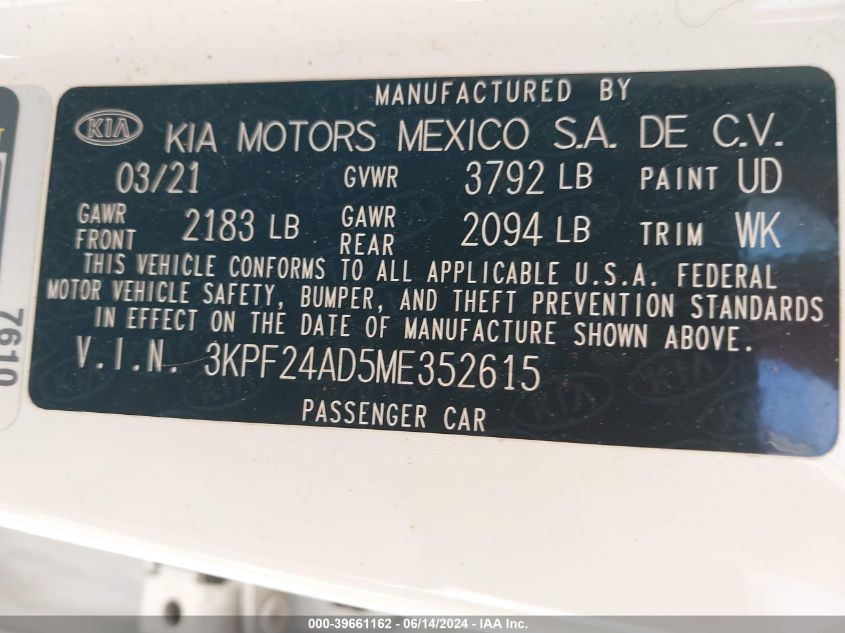 MANUFACTURED BY
KIA KIA MOTORS MEXICO S.A. DE C.V.
03/21 GVWR 3792 LB PAINT UD
GAWR FRONT 2183 LB GAWR REAR 2094 LB TRIM WK
THIS VEHICLE CONFORMS TO ALL APPLICABLE U.S.A. FEDERAL
MOTOR VEHICLE SAFETY, BUMPER, AND THEFT PREVENTION STANDARDS
IN EFFECT ON THE DATE OF MANUFACTURE SHOWN ABOVE.
V.I.N. 3KPF24AD5ME352615
PASSENGER CAR
7610
000-39661162 - 06/14/2024 - IAA Inc.